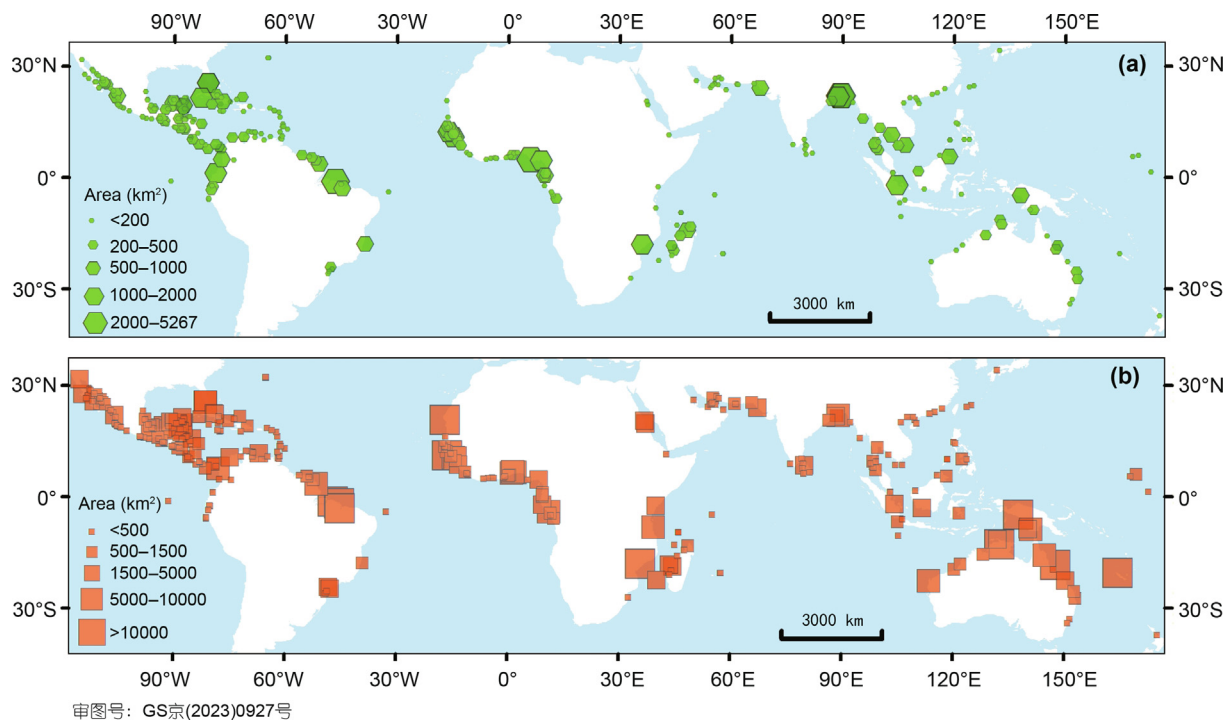 90°W 60°W 30°W 0° 30°E 60°E 90°E 120°E 150°E
(a)
30°N 30°N
0° 0°
30°S 30°S
Area (km²)
<200
200–500
500–1000
1000–2000
2000–5267
3000 km
(b)
30°N 30°N
0° 0°
30°S 30°S
Area (km²)
<500
500–1500
1500–5000
5000–10000
>10000
3000 km
90°W 60°W 30°W 0° 30°E 60°E 90°E 120°E 150°E
审图号：GS京(2023)0927号